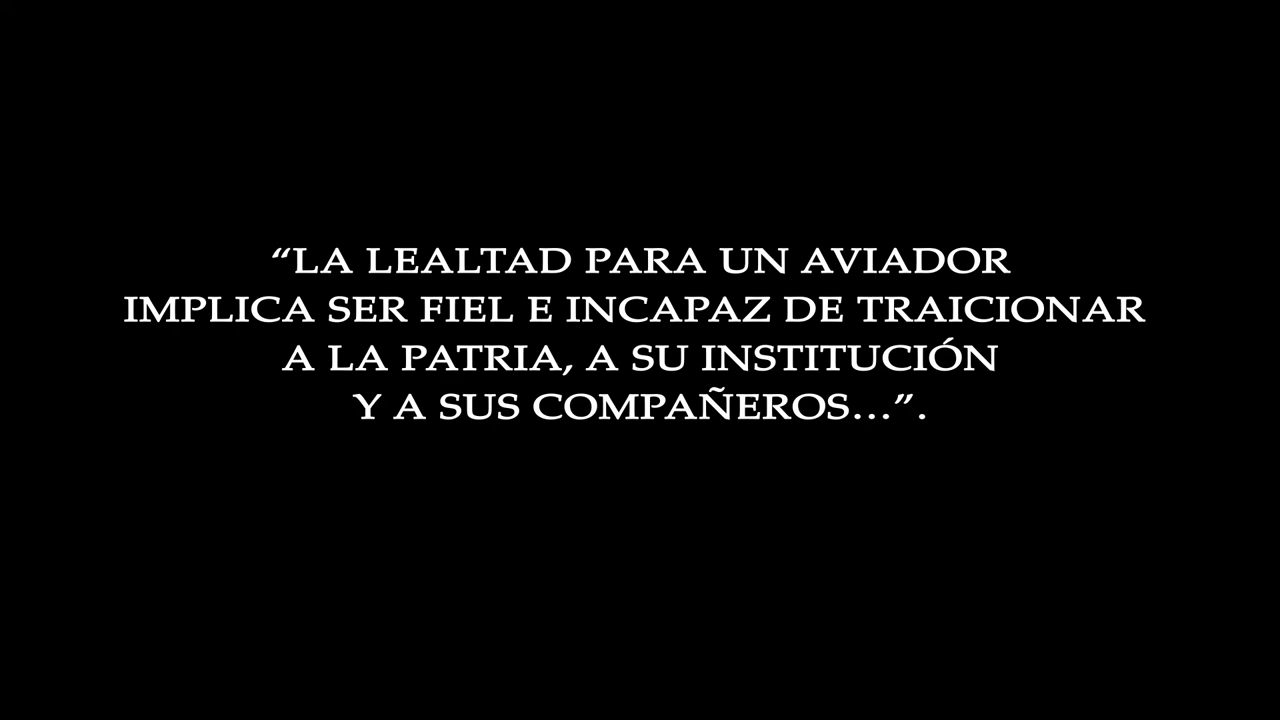 “LA LEALTAD PARA UN AVIADOR
IMPLICA SER FIEL E INCAPAZ DE TRAICIONAR
A LA PATRIA, A SU INSTITUCIÓN
Y A SUS COMPAÑEROS...”.